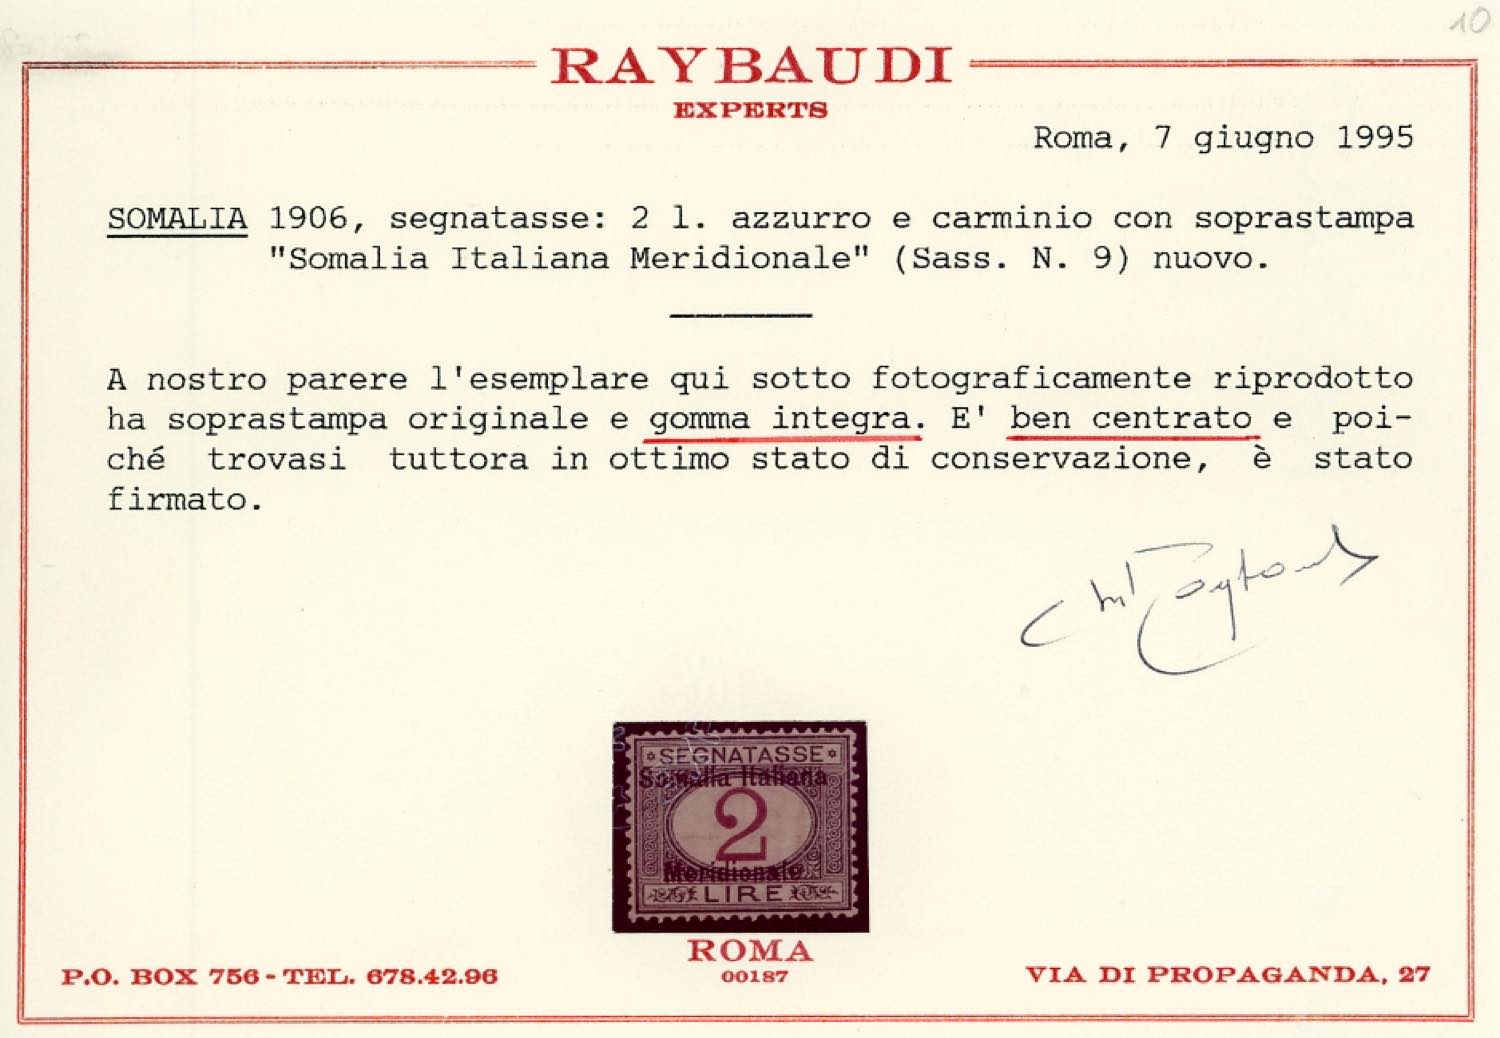 10
RAYBAUDI
EXPERTS
Roma, 7 giugno 1995
SOMALIA 1906, segnatasse: 2 l. azzurro e carminio con soprastampa
"Somalia Italiana Meridionale" (Sass. N. 9) nuovo.
A nostro parere l'esemplare qui sotto fotograficamente riprodotto
ha soprastampa originale e gomma integra. E' ben centrato e poi-
ché trovasi tuttora in ottimo stato di conservazione, è stato
firmato.
SEGNATASSE
Somalia Italiana
2
Meridionale
LIRE
ROMA
00187
P.O. BOX 756 - TEL. 678.42.96
VIA DI PROPAGANDA, 27